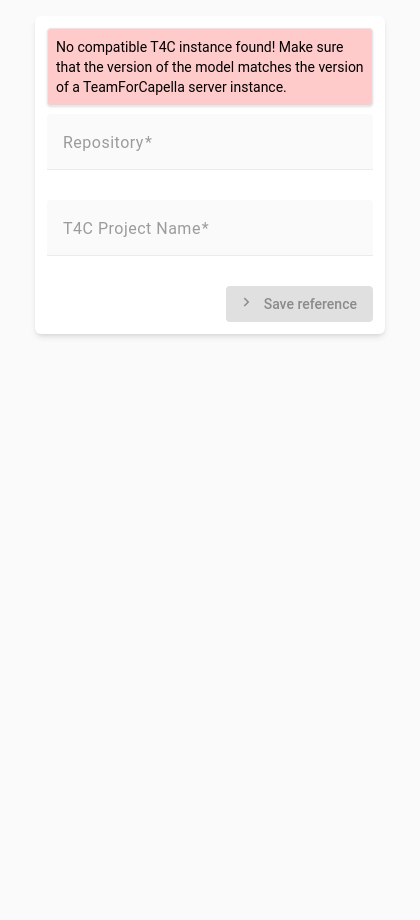 No compatible T4C instance found! Make sure
that the version of the model matches the version
of a TeamForCapella server instance.
Repository*
T4C Project Name*
Save reference